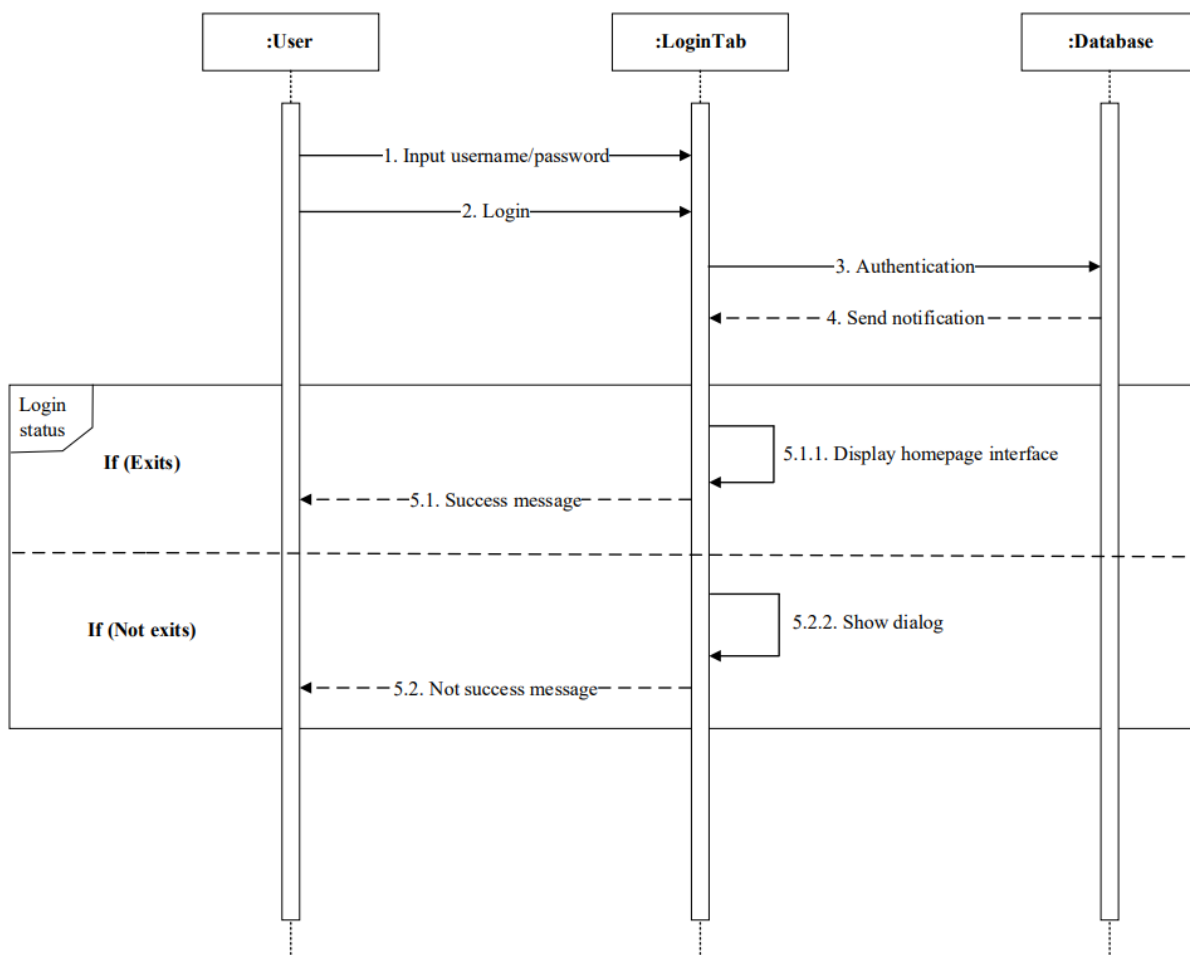 :User
:LoginTab
:Database
1. Input username/password
2. Login
3. Authentication
4. Send notification
Login
status
If (Exits)
5.1.1. Display homepage interface
5.1. Success message
If (Not exits)
5.2.2. Show dialog
5.2. Not success message